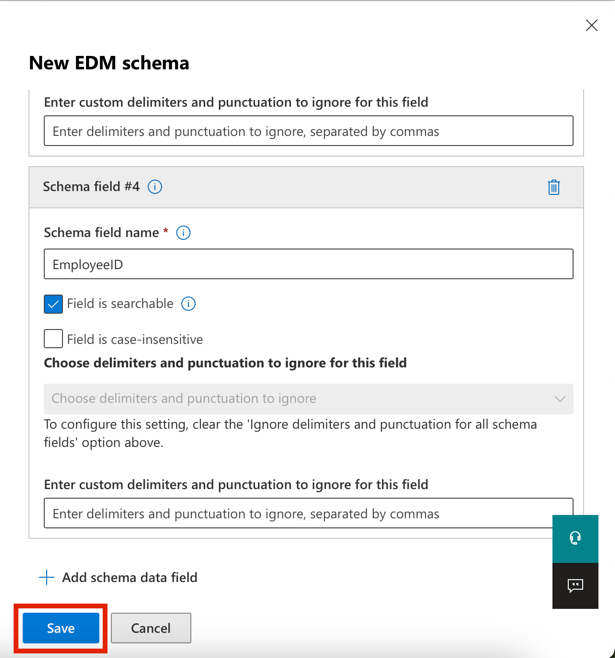 New EDM schema
Enter custom delimiters and punctuation to ignore for this field
Enter delimiters and punctuation to ignore, separated by commas
Schema field #4
Schema field name *
EmployeeID
Field is searchable
Field is case-insensitive
Choose delimiters and punctuation to ignore for this field
Choose delimiters and punctuation to ignore
To configure this setting, clear the 'Ignore delimiters and punctuation for all schema
fields' option above.
Enter custom delimiters and punctuation to ignore for this field
Enter delimiters and punctuation to ignore, separated by commas
Add schema data field
Save Cancel